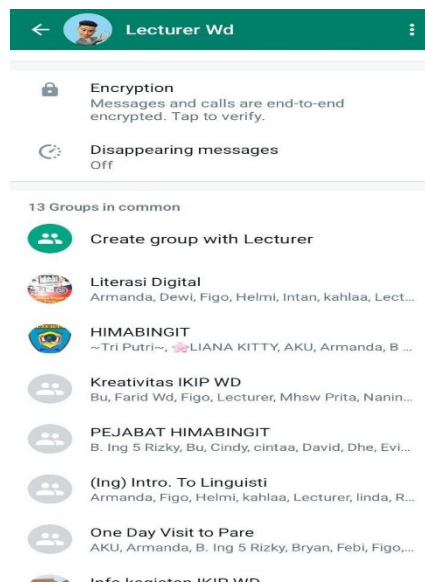 Lecturer Wd
Encryption
Messages and calls are end-to-end
encrypted. Tap to verify.
Disappearing messages
Off
13 Groups in common
Create group with Lecturer
Literasi Digital
Armanda, Dewi, Figo, Helmi, Intan, kahlaa, Lect...
HIMABINGIT
~Tri Putri~, 🌸LIANA KITTY, AKU, Armanda, B ...
Kreativitas IKIP WD
Bu, Farid Wd, Figo, Lecturer, Mhsw Prita, Nanin...
PEJABAT HIMABINGIT
B. Ing 5 Rizky, Bu, Cindy, cintaa, David, Dhe, Evi...
(Ing) Intro. To Linguisti
Armanda, Figo, Helmi, kahlaa, Lecturer, linda, R...
One Day Visit to Pare
AKU, Armanda, B. Ing 5 Rizky, Bryan, Febi, Figo,...
Info kegiatan IKIP WD